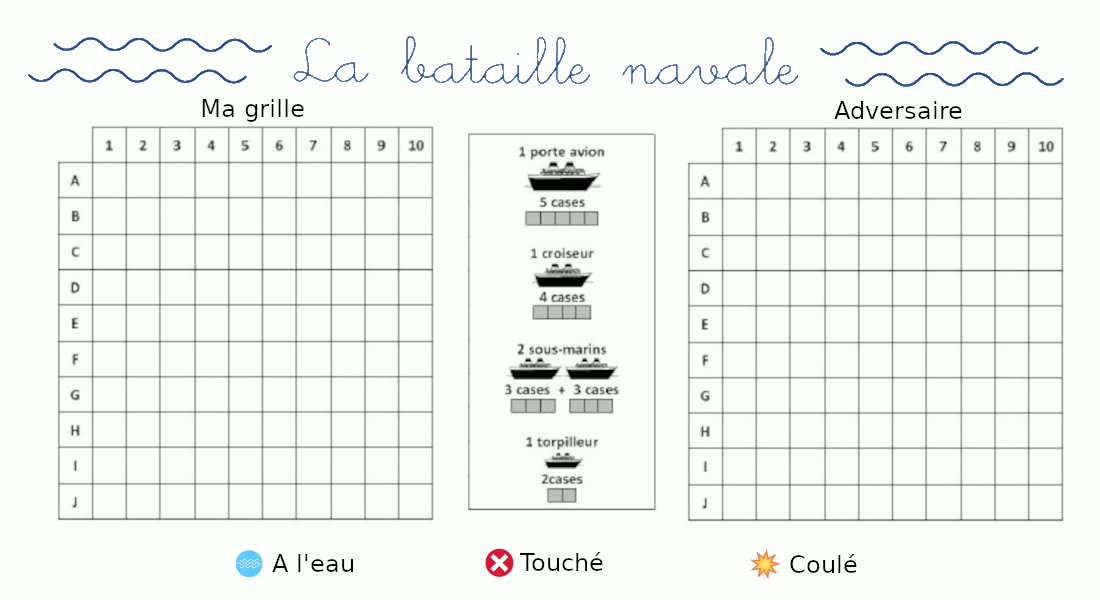 La bataille navale
Ma grille
Adversaire
1 2 3 4 5 6 7 8 9 10
A
B
C
D
E
F
G
H
I
J
1 porte avion
5 cases
1 croiseur
4 cases
2 sous-marins
3 cases + 3 cases
1 torpilleur
2cases
1 2 3 4 5 6 7 8 9 10
A
B
C
D
E
F
G
H
I
J
A l'eau
Touché
Coulé